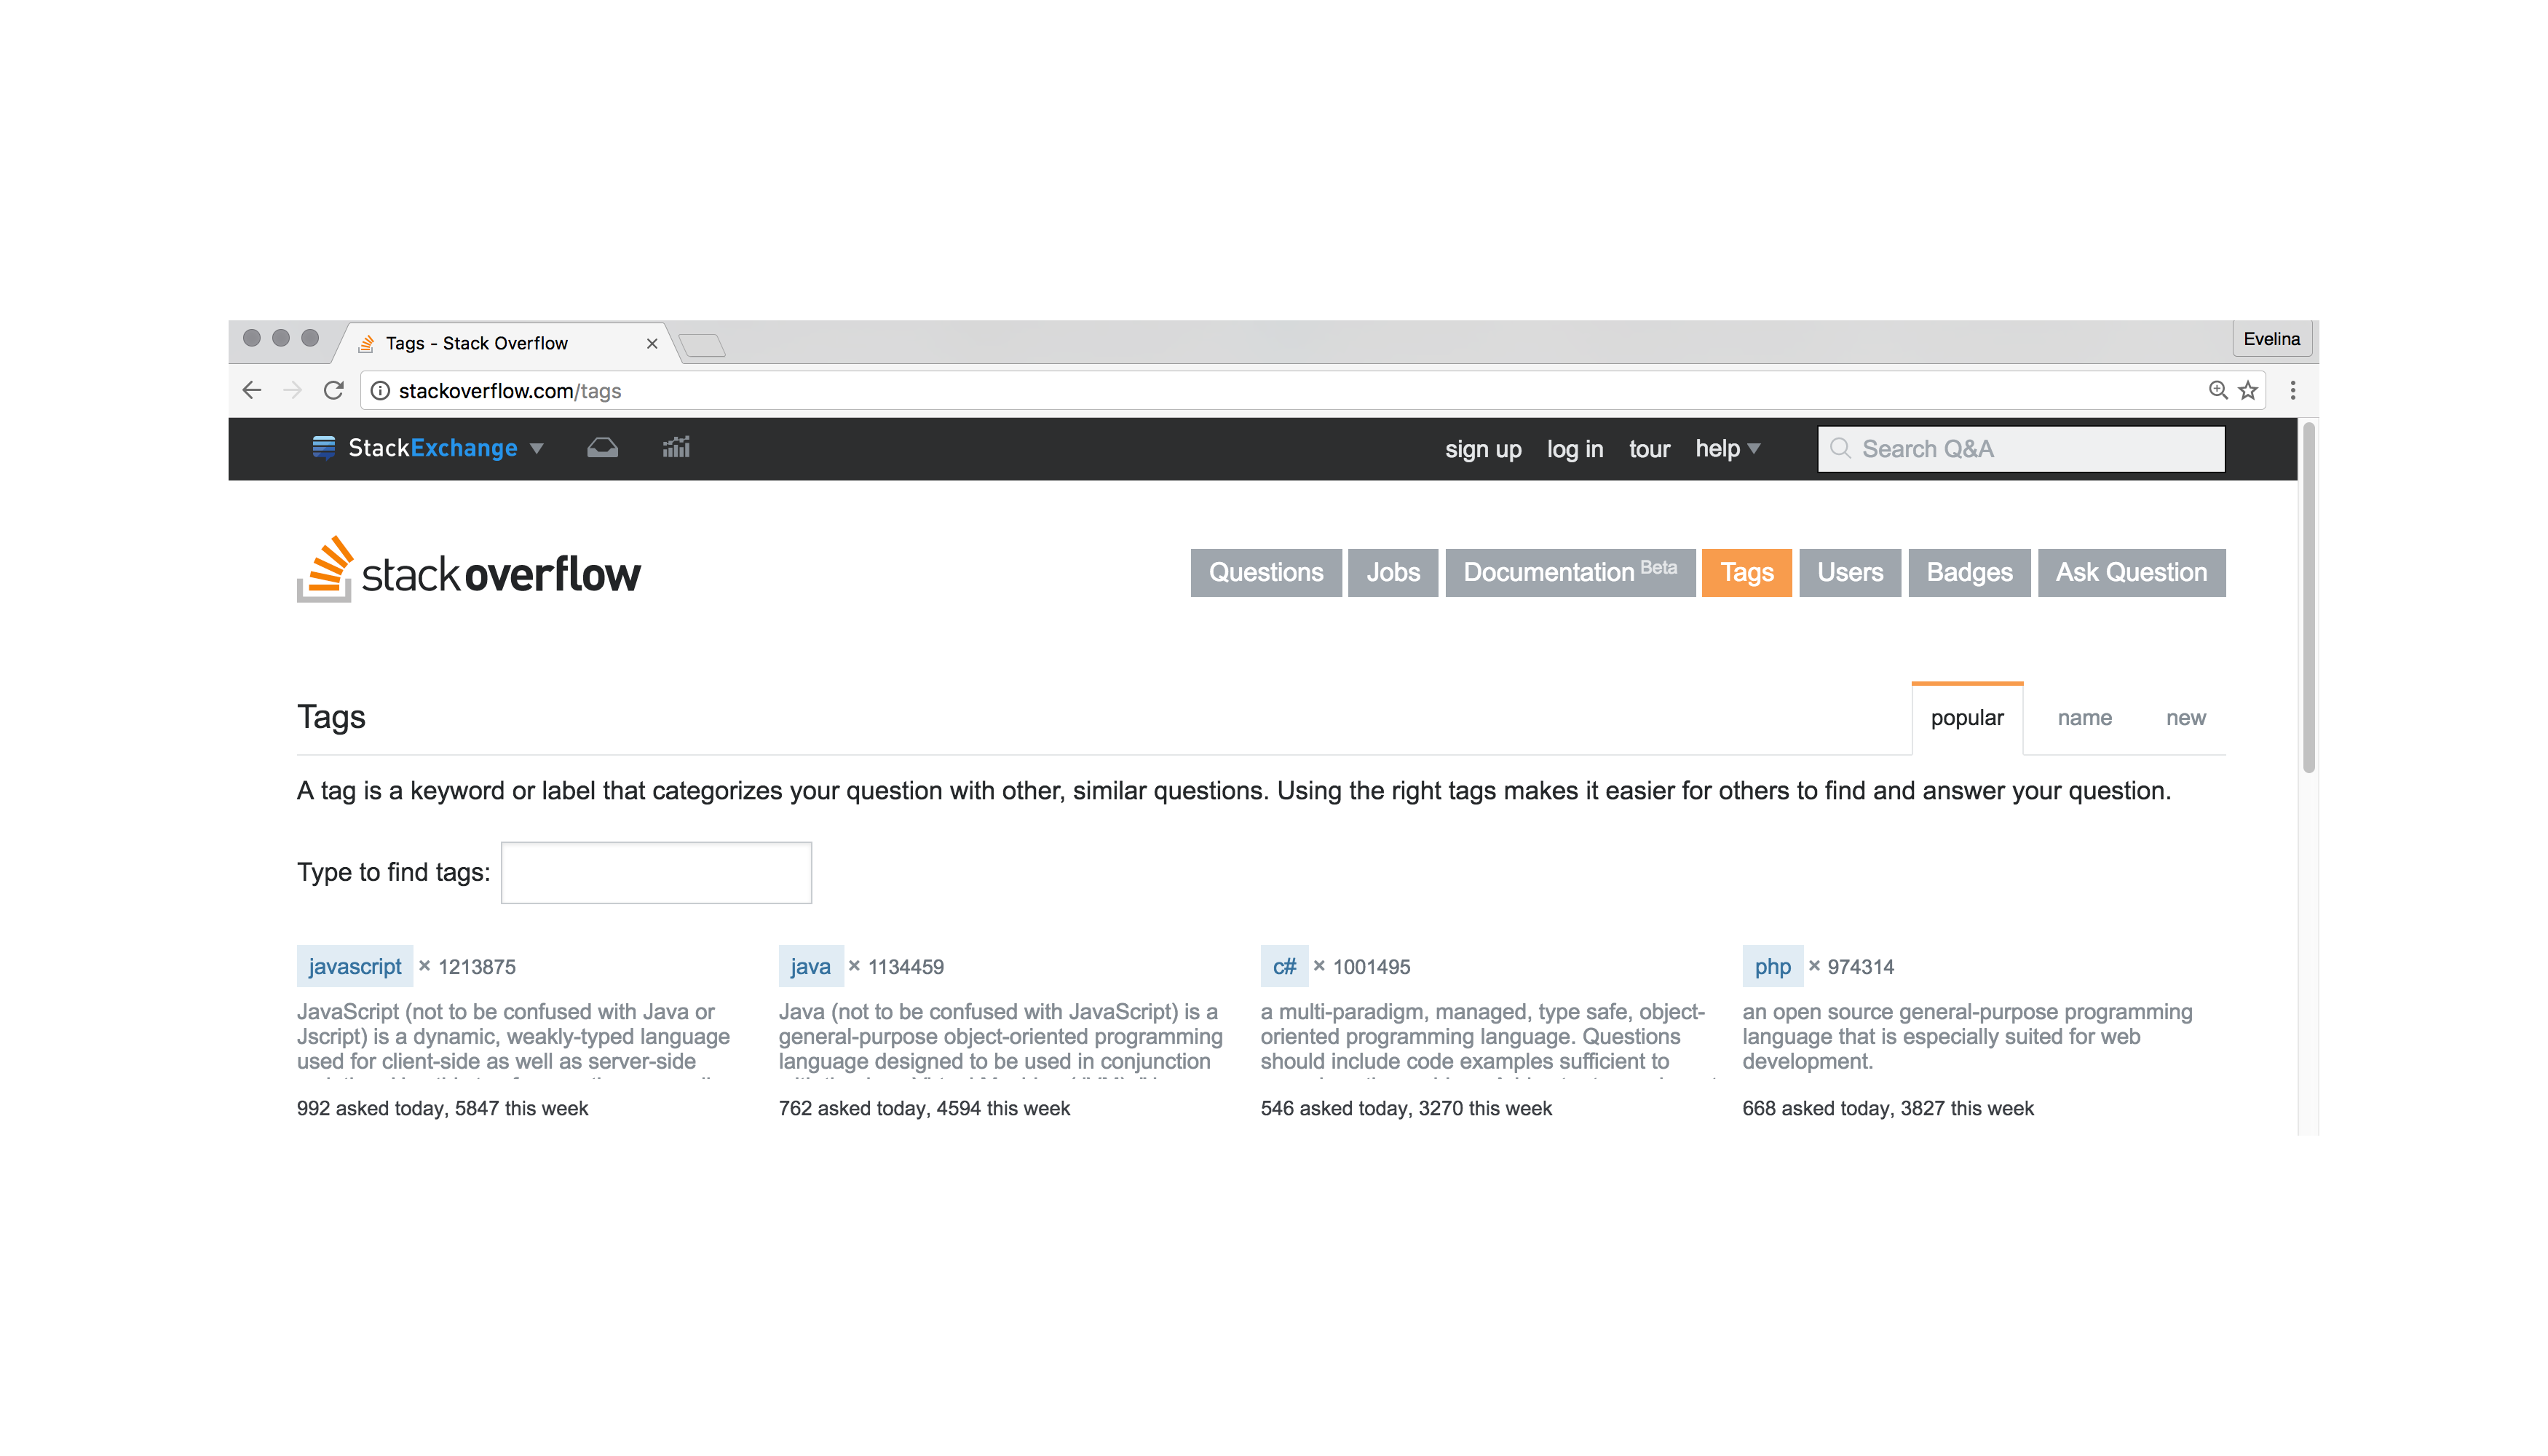 Tags - Stack Overflow
Evelina
stackoverflow.com/tags
StackExchange
sign up log in tour help
Search Q&A
stackoverflow
Questions Jobs Documentation Beta Tags Users Badges Ask Question
Tags
popular name new
A tag is a keyword or label that categorizes your question with other, similar questions. Using the right tags makes it easier for others to find and answer your question.
Type to find tags:
javascript × 1213875
JavaScript (not to be confused with Java or
Jscript) is a dynamic, weakly-typed language
used for client-side as well as server-side
992 asked today, 5847 this week
java × 1134459
Java (not to be confused with JavaScript) is a
general-purpose object-oriented programming
language designed to be used in conjunction
762 asked today, 4594 this week
c# × 1001495
a multi-paradigm, managed, type safe, object-
oriented programming language. Questions
should include code examples sufficient to
546 asked today, 3270 this week
php × 974314
an open source general-purpose programming
language that is especially suited for web
development.
668 asked today, 3827 this week